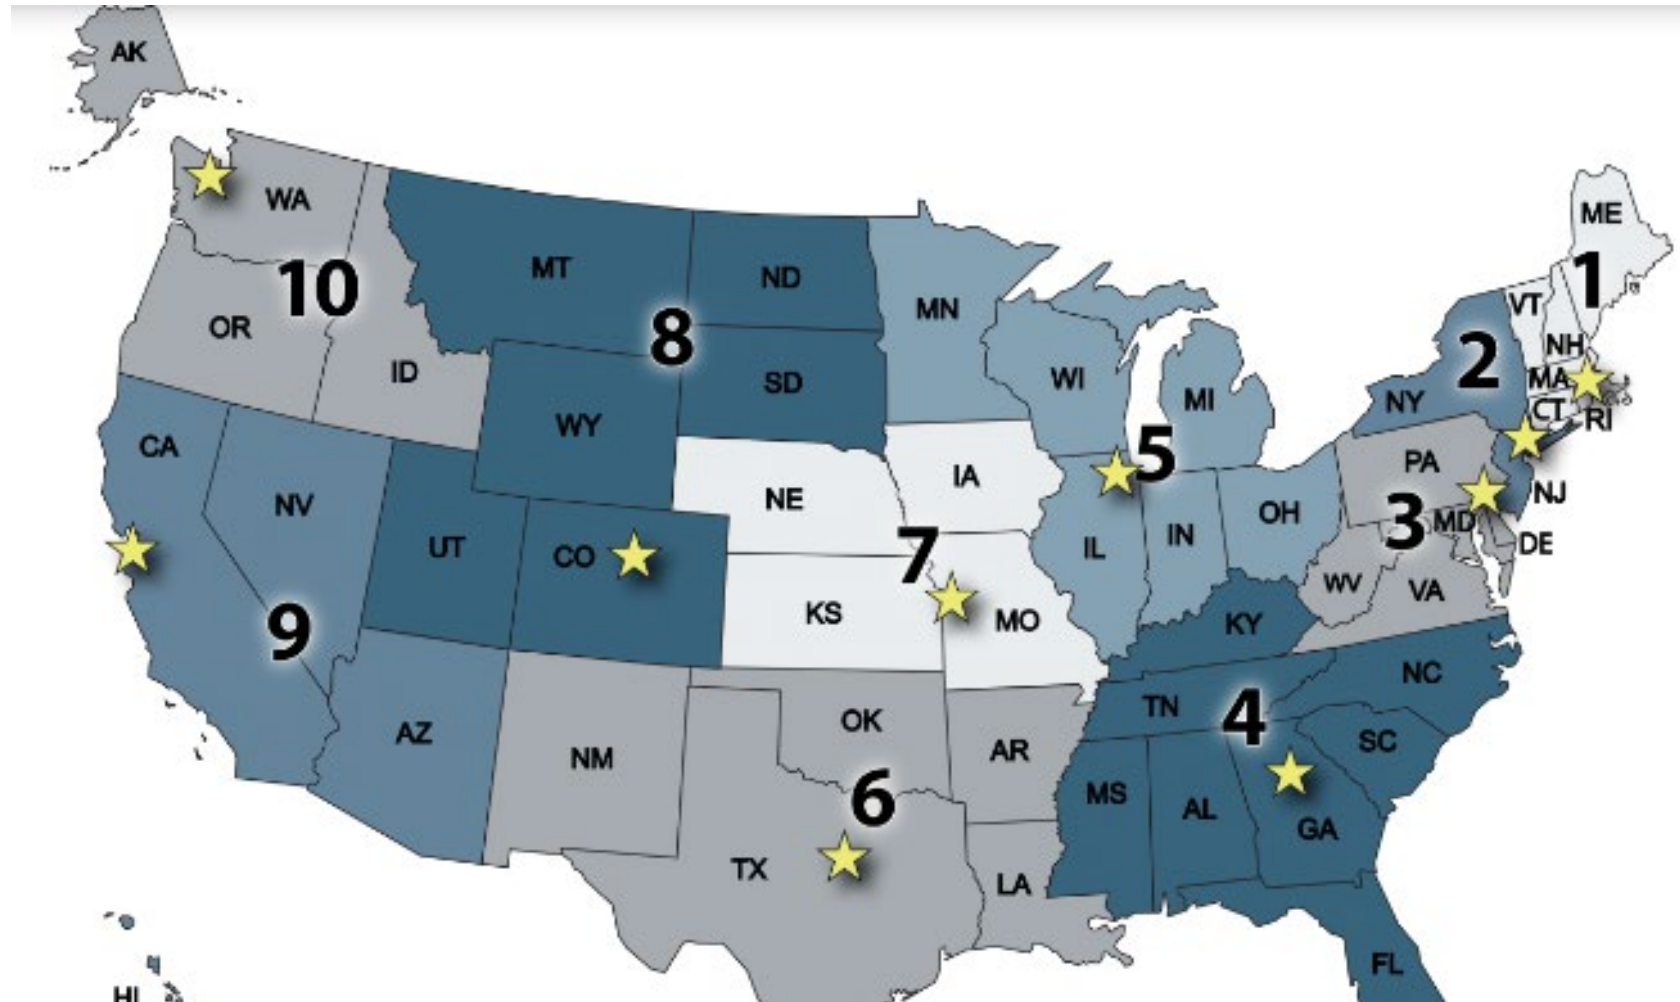 AK
WA
10
OR
ID
MT
ND
8
SD
WY
MN
WI
MI
5
IL
IN
OH
ME
1
VT
NH
2
NY
MA
CT
RI
PA
NJ
3
MD
DE
WV
VA
CA
NV
9
UT
CO
AZ
NE
IA
7
KS
MO
KY
NC
TN
4
SC
MS
AL
GA
FL
NM
OK
AR
6
TX
LA
HI